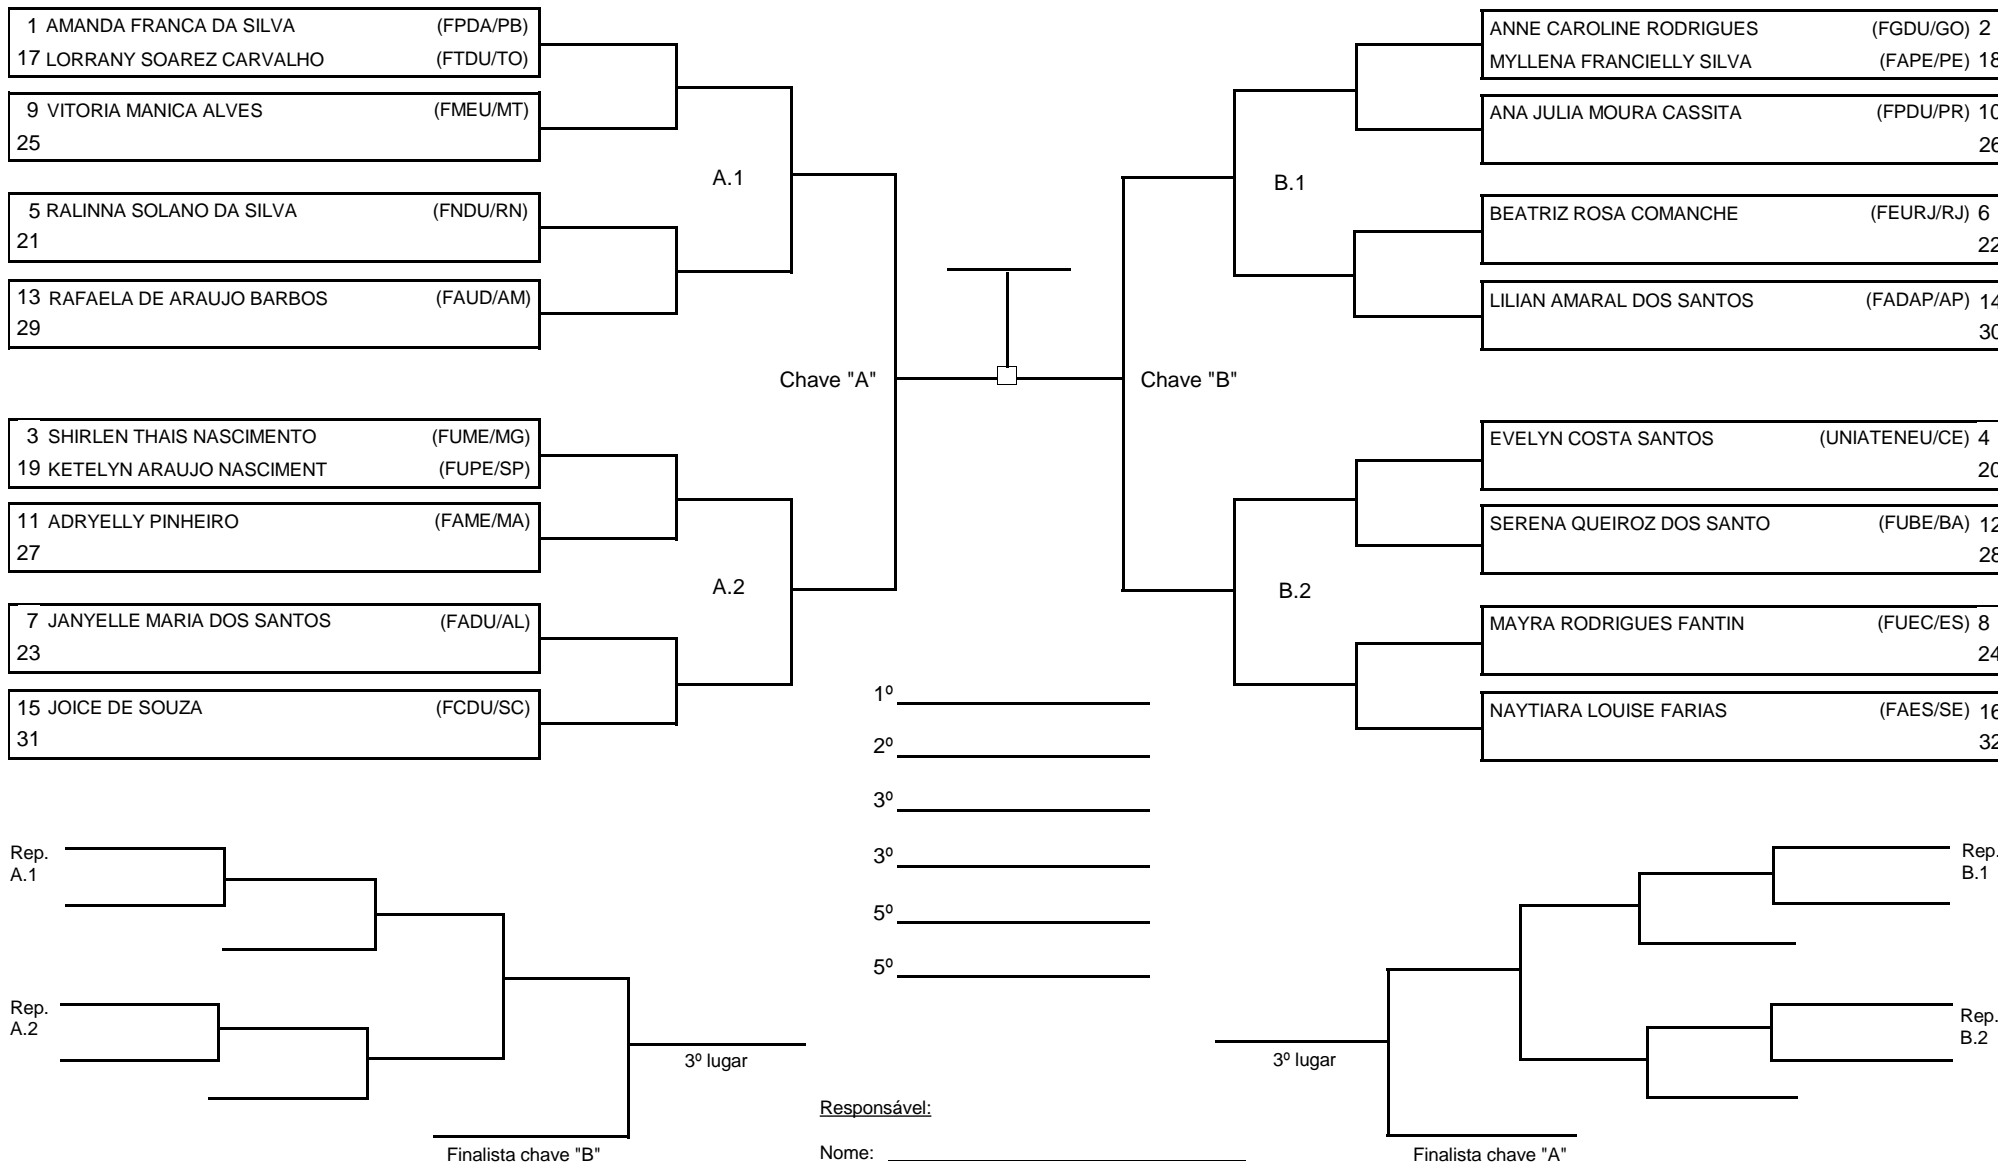 1 AMANDA FRANCA DA SILVA (FPDA/PB)
17 LORRANY SOAREZ CARVALHO (FTDU/TO)
9 VITORIA MANICA ALVES (FMEU/MT)
25
A.1
5 RALINNA SOLANO DA SILVA (FNDU/RN)
21
13 RAFAELA DE ARAUJO BARBOS (FAUD/AM)
29
Chave "A"
3 SHIRLEN THAIS NASCIMENTO (FUME/MG)
19 KETELYN ARAUJO NASCIMENT (FUPE/SP)
11 ADRYELLY PINHEIRO (FAME/MA)
27
A.2
7 JANYELLE MARIA DOS SANTOS (FADU/AL)
23
15 JOICE DE SOUZA (FCDU/SC)
31
ANNE CAROLINE RODRIGUES (FGDU/GO) 2
MYLLENA FRANCIELLY SILVA (FAPE/PE) 18
ANA JULIA MOURA CASSITA (FPDU/PR) 10
26
B.1
BEATRIZ ROSA COMANCHE (FEURJ/RJ) 6
22
LILIAN AMARAL DOS SANTOS (FADAP/AP) 14
30
Chave "B"
EVELYN COSTA SANTOS (UNIATENEU/CE) 4
20
SERENA QUEIROZ DOS SANTO (FUBE/BA) 12
28
B.2
MAYRA RODRIGUES FANTIN (FUEC/ES) 8
24
NAYTIARA LOUISE FARIAS (FAES/SE) 16
32
1º
2º
3º
3º
5º
5º
Rep.
A.1
Rep.
A.2
3º lugar
Finalista chave "B"
Rep.
B.1
Rep.
B.2
3º lugar
Finalista chave "A"
Responsável:
Nome: